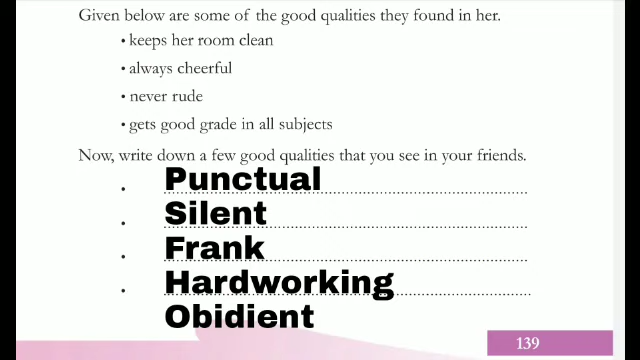 Given below are some of the good qualities they found in her.
• keeps her room clean
• always cheerful
• never rude
• gets good grade in all subjects
Now, write down a few good qualities that you see in your friends.
• Punctual
• Silent
• Frank
• Hardworking
Obidient
139